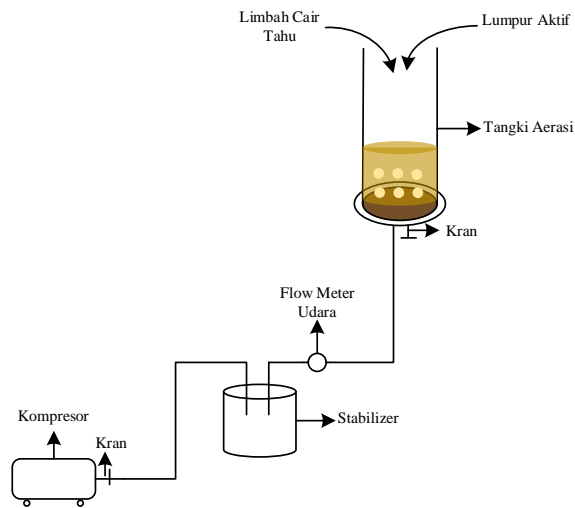 Limbah Cair
Tahu
Lumpur Aktif
Tangki Aerasi
Kran
Flow Meter
Udara
Stabilizer
Kompresor
Kran